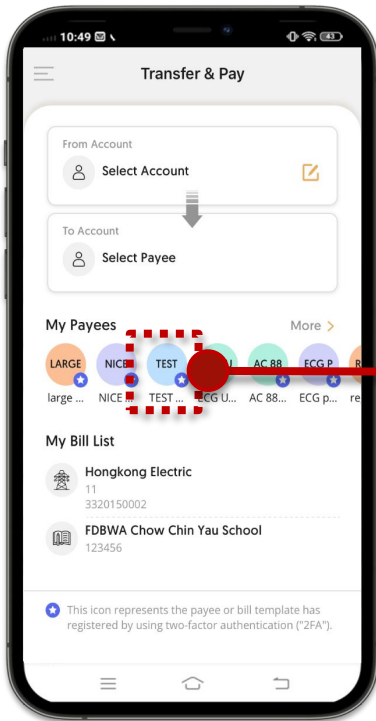 10:49
43
Transfer & Pay
From Account
Select Account
To Account
Select Payee
My Payees
More >
LARGE NICE TEST AC 88 ECG P R
large ... NICE ... TEST ... ECG U... AC 88... ECG p... re
My Bill List
Hongkong Electric
11
3320150002
FDBWA Chow Chin Yau School
123456
This icon represents the payee or bill template has
registered by using two-factor authentication ("2FA").